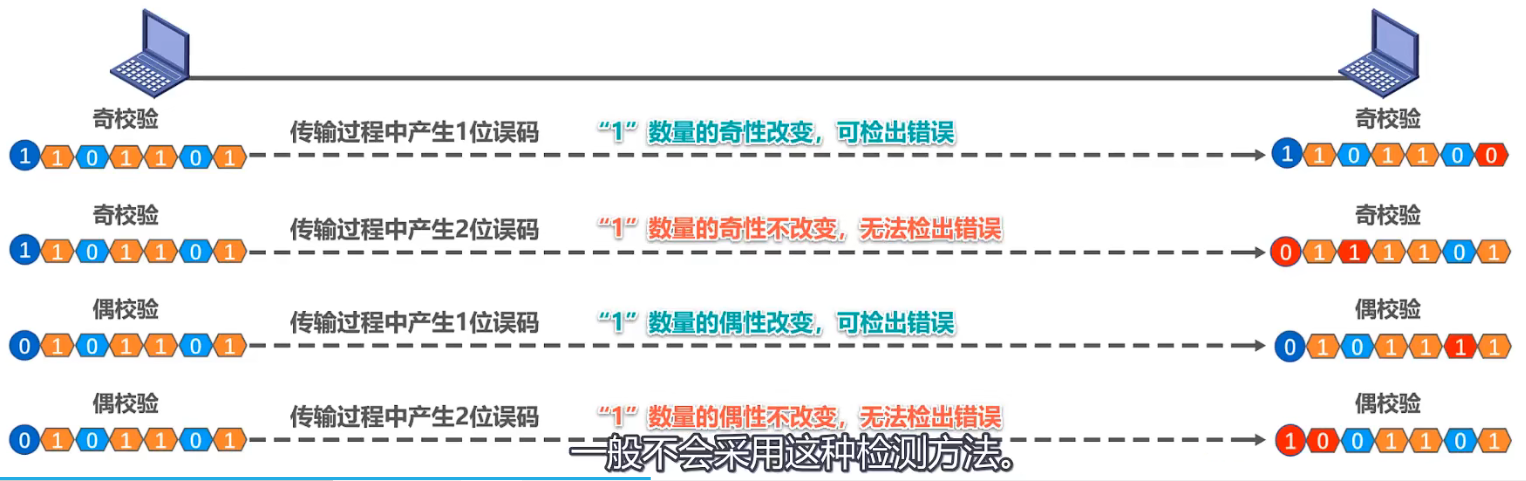 奇校验
奇校验
传输过程中产生1位误码
“1”数量的奇性改变，可检出错误
1 1 0 1 1 0 1
1 1 0 1 1 0 0
奇校验
奇校验
传输过程中产生2位误码
“1”数量的奇性不改变，无法检出错误
1 1 0 1 1 0 1
0 1 1 1 1 0 1
偶校验
偶校验
传输过程中产生1位误码
“1”数量的偶性改变，可检出错误
0 1 0 1 1 0 1
0 1 0 1 1 1 1
偶校验
偶校验
传输过程中产生2位误码
“1”数量的偶性不改变，无法检出错误
0 1 0 1 1 0 1
1 0 0 1 1 0 1
一般不会采用这种检测方法。